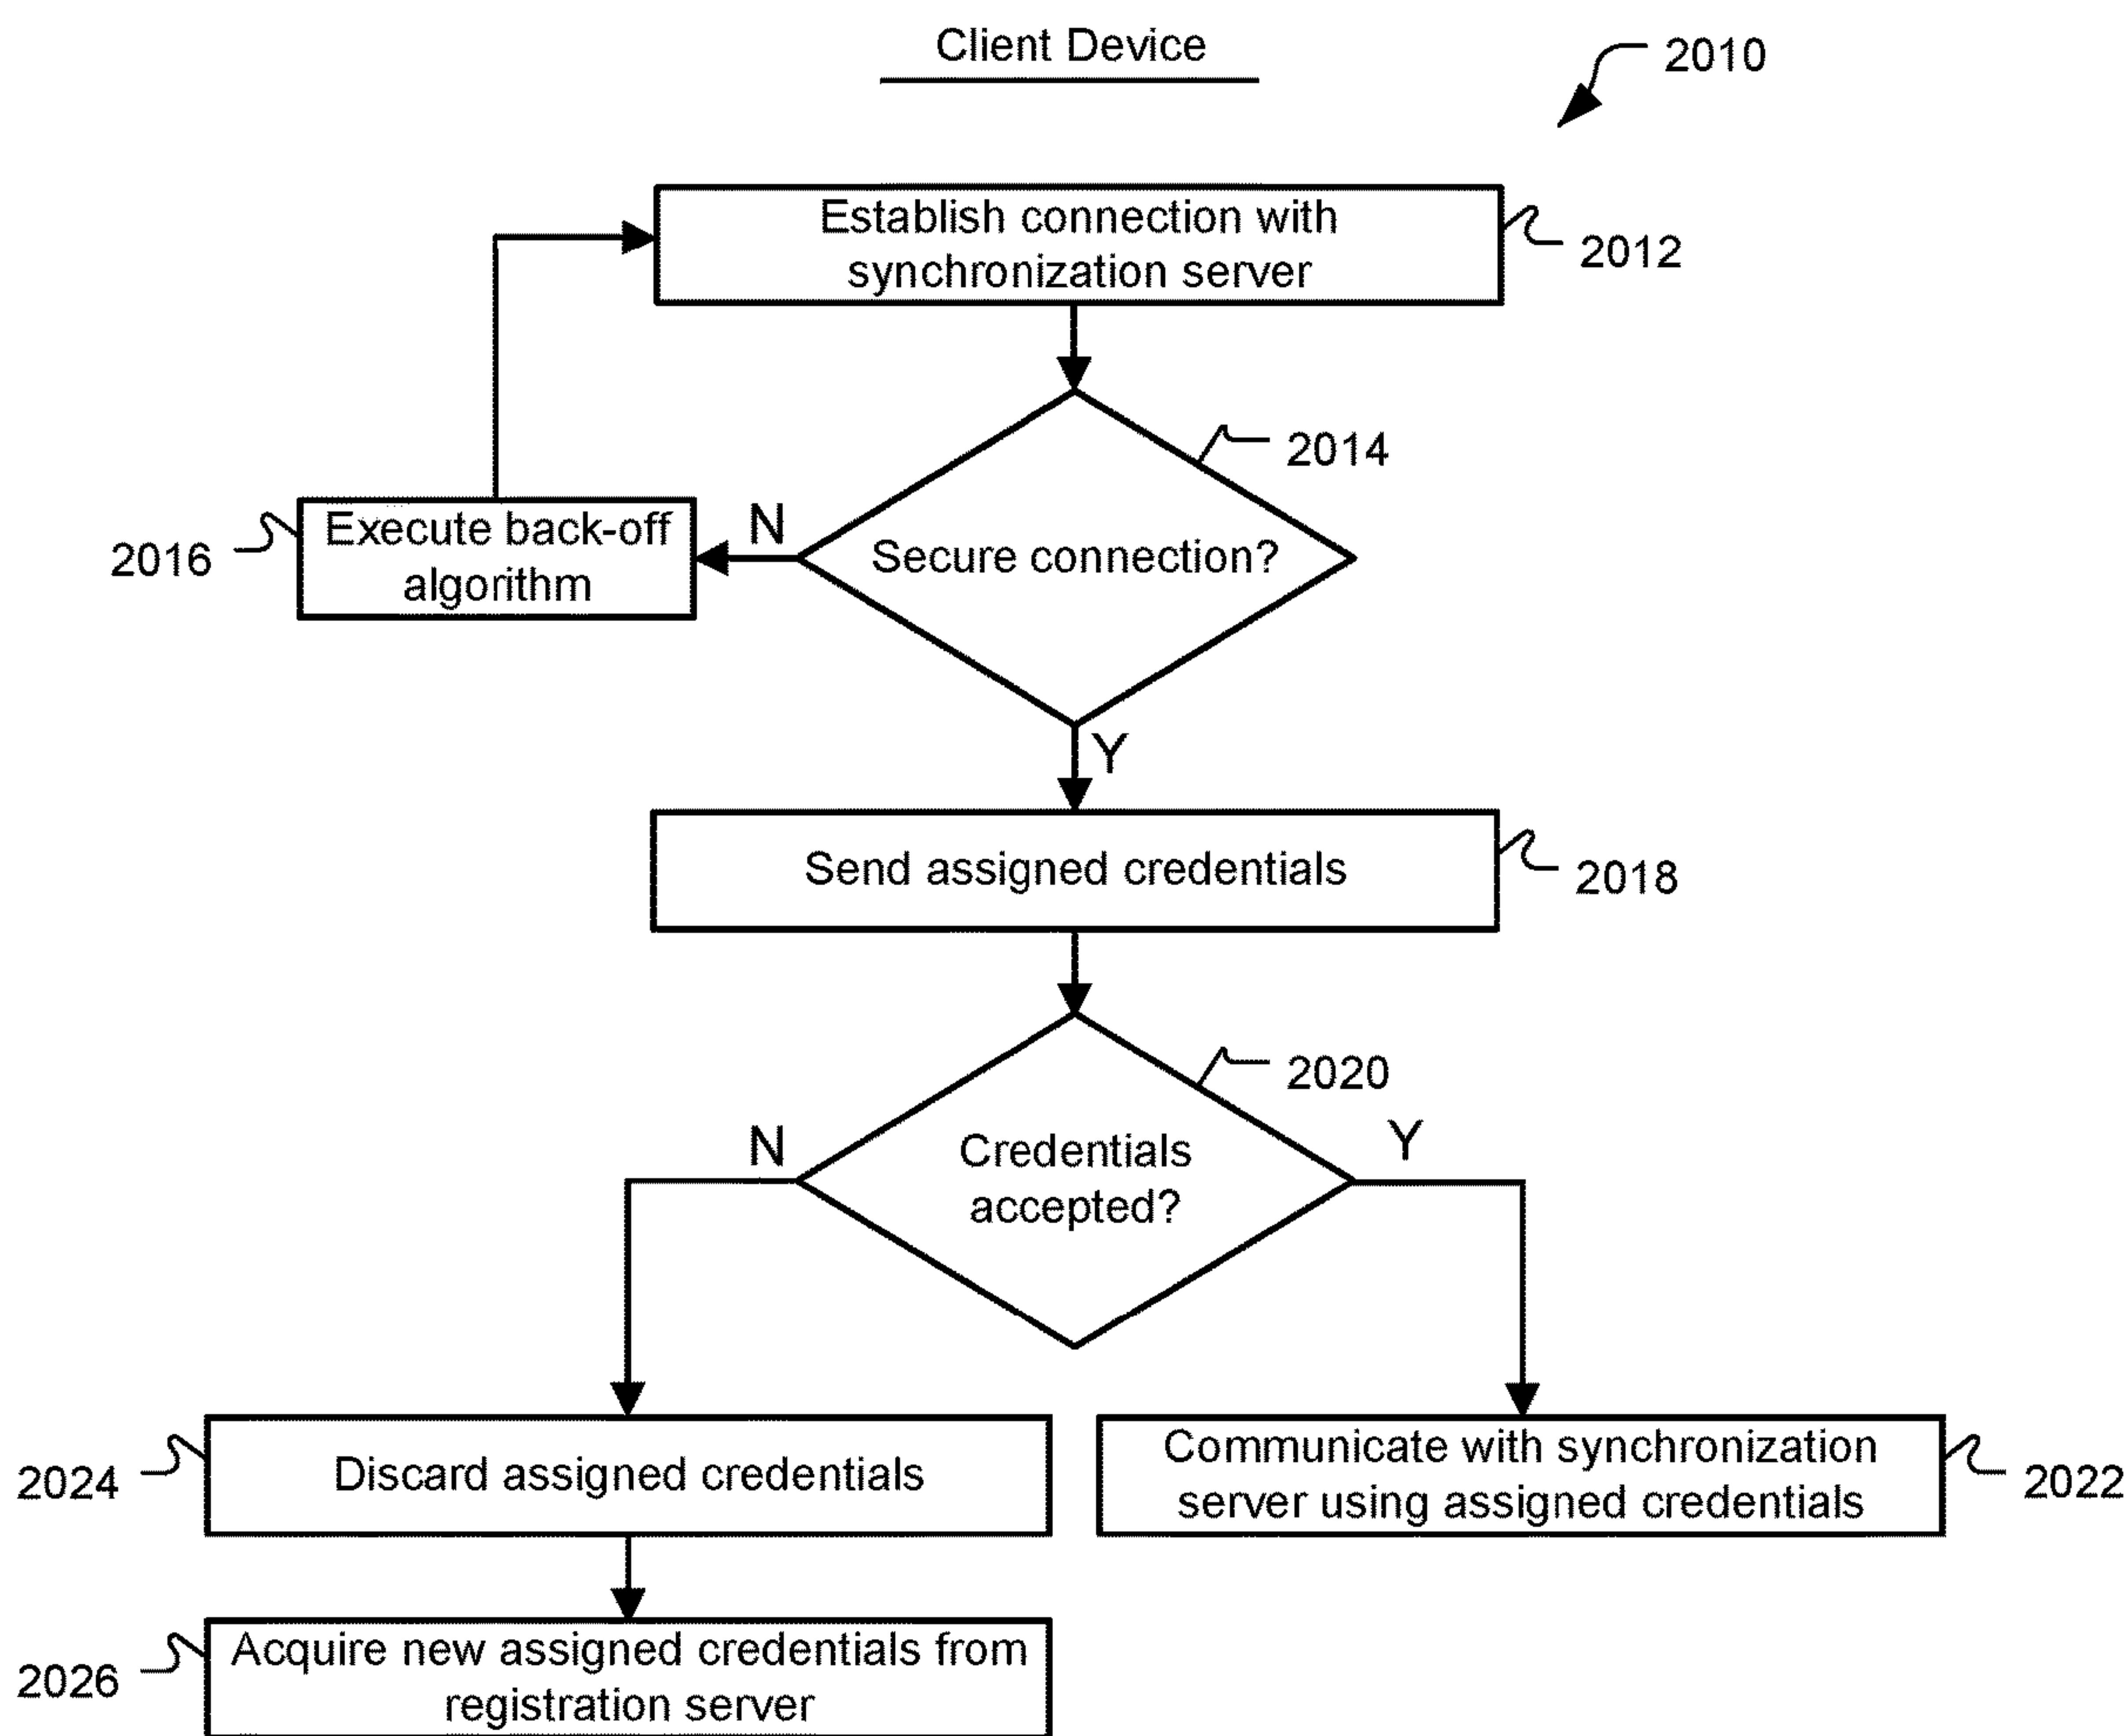 Client Device
2010
Establish connection with
synchronization server
2012
2014
Secure connection?
N
Execute back-off
algorithm
2016
Y
Send assigned credentials
2018
2020
Credentials
accepted?
N
Y
Discard assigned credentials
2024
Communicate with synchronization
server using assigned credentials
2022
Acquire new assigned credentials from
registration server
2026